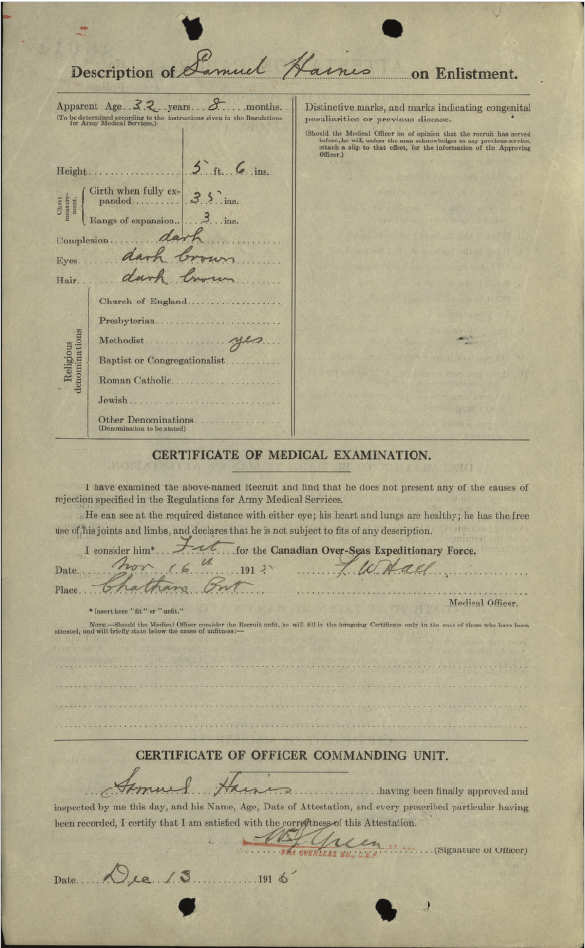 Description of Samuel Haines on Enlistment.
Apparent Age 32 years 8 months.
(To be determined according to the instructions given in the Regulations for Army Medical Services.)
Height 5 ft. 6 ins.
Chest measurement.
Girth when fully expanded 35 ins.
Range of expansion 3 ins.
Complexion dark
Eyes dark brown
Hair dark brown
Religious denominations
Church of England
Presbyterian
Methodist yes
Baptist or Congregationalist
Roman Catholic
Jewish
Other Denominations
(Denomination to be stated)
Distinctive marks, and marks indicating congenital
peculiarities or previous disease.
(Should the Medical Officer be of opinion that the recruit has served
before, he will, unless the man acknowledges to any previous service,
attach a slip to that effect, for the information of the Approving
Officer.)
CERTIFICATE OF MEDICAL EXAMINATION.
I have examined the above-named Recruit and find that he does not present any of the causes of
rejection specified in the Regulations for Army Medical Services.
He can see at the required distance with either eye; his heart and lungs are healthy; he has the free
use of his joints and limbs, and declares that he is not subject to fits of any description.
I consider him* Fit for the Canadian Over-Seas Expeditionary Force.
Date Nov 16th 1915 T. W. Hall
Place Chatham Ont
Medical Officer.
* Insert here "fit" or "unfit."
NOTE.—Should the Medical Officer consider the Recruit unfit, he will fill in the foregoing Certificate only in the case of those who have been
attested, and will briefly state below the cause of unfitness:—
CERTIFICATE OF OFFICER COMMANDING UNIT.
Samuel Haines having been finally approved and
inspected by me this day, and his Name, Age, Date of Attestation, and every prescribed particular having
been recorded, I certify that I am satisfied with the correctness of this Attestation.
Green (Signature of Officer)
OVERSEAS BN., C.E.F.
Date Dec 13 1915